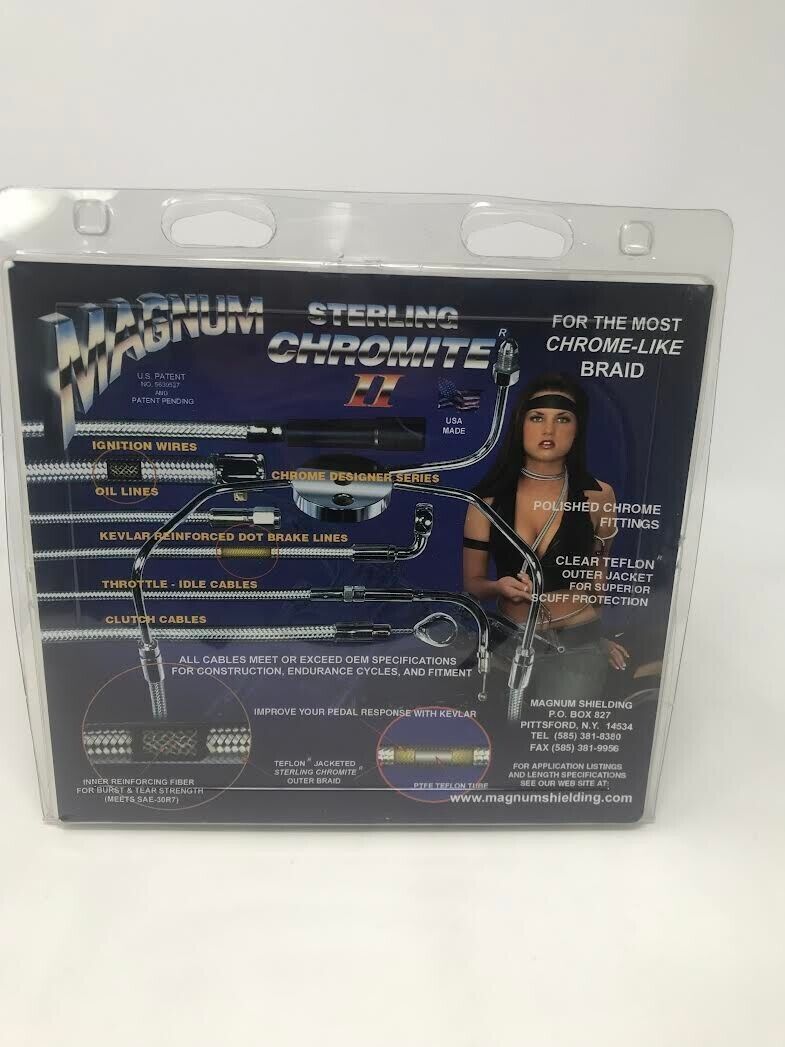 MAGNUM
STERLING
CHROMITE R
II
FOR THE MOST
CHROME-LIKE
BRAID
U.S. PATENT
NO. 5639527
AND
PATENT PENDING
USA
MADE
IGNITION WIRES
OIL LINES
CHROME DESIGNER SERIES
KEVLAR REINFORCED DOT BRAKE LINES
THROTTLE - IDLE CABLES
CLUTCH CABLES
POLISHED CHROME
FITTINGS
CLEAR TEFLON R
OUTER JACKET
FOR SUPERIOR
SCUFF PROTECTION
ALL CABLES MEET OR EXCEED OEM SPECIFICATIONS
FOR CONSTRUCTION, ENDURANCE CYCLES, AND FITMENT
MAGNUM SHIELDING
P.O. BOX 827
PITTSFORD, N.Y. 14534
TEL (585) 381-8380
FAX (585) 381-9956
IMPROVE YOUR PEDAL RESPONSE WITH KEVLAR
TEFLON R JACKETED
STERLING CHROMITE R
OUTER BRAID
INNER REINFORCING FIBER
FOR BURST & TEAR STRENGTH
(MEETS SAE-30R7)
PTFE TEFLON TUBE
FOR APPLICATION LISTINGS
AND LENGTH SPECIFICATIONS
SEE OUR WEB SITE AT:
www.magnumshielding.com